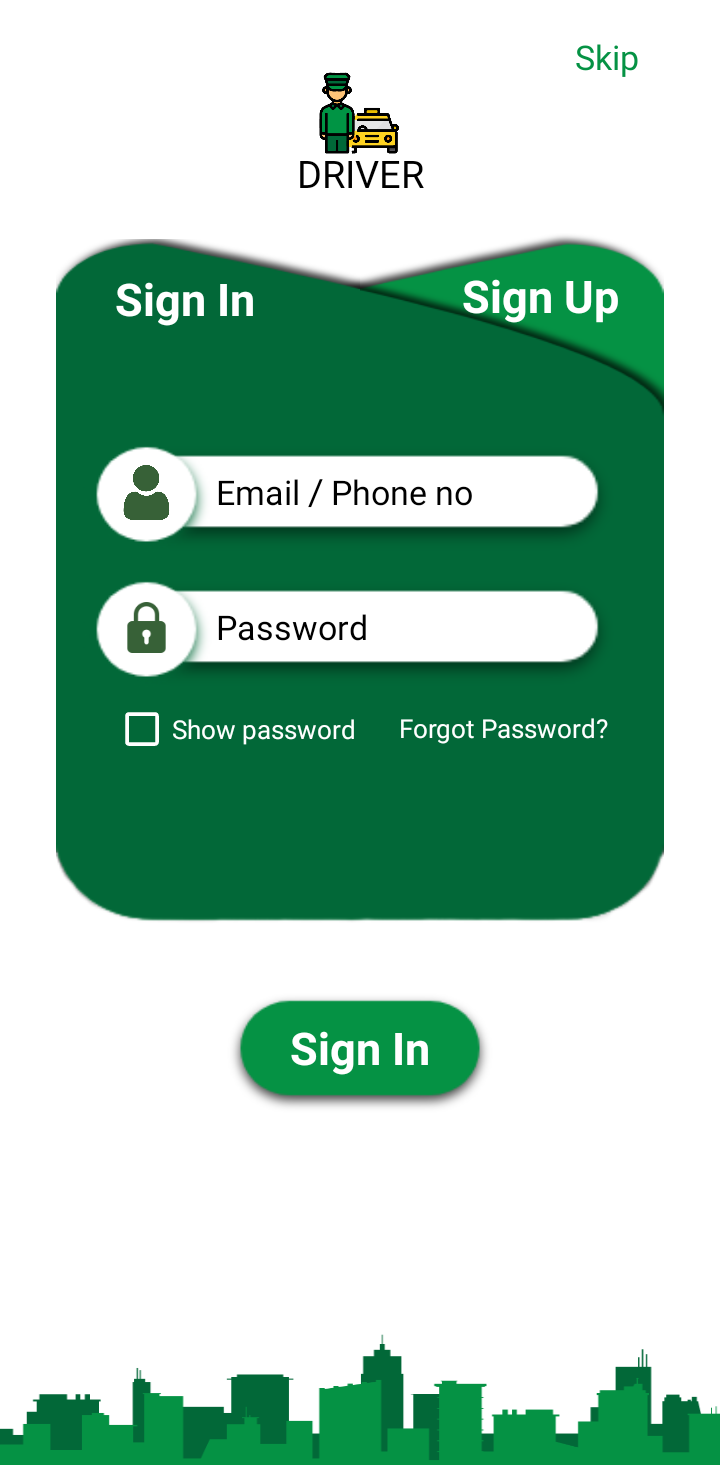 Skip
DRIVER
Sign In
Sign Up
Email / Phone no
Password
Show password
Forgot Password?
Sign In